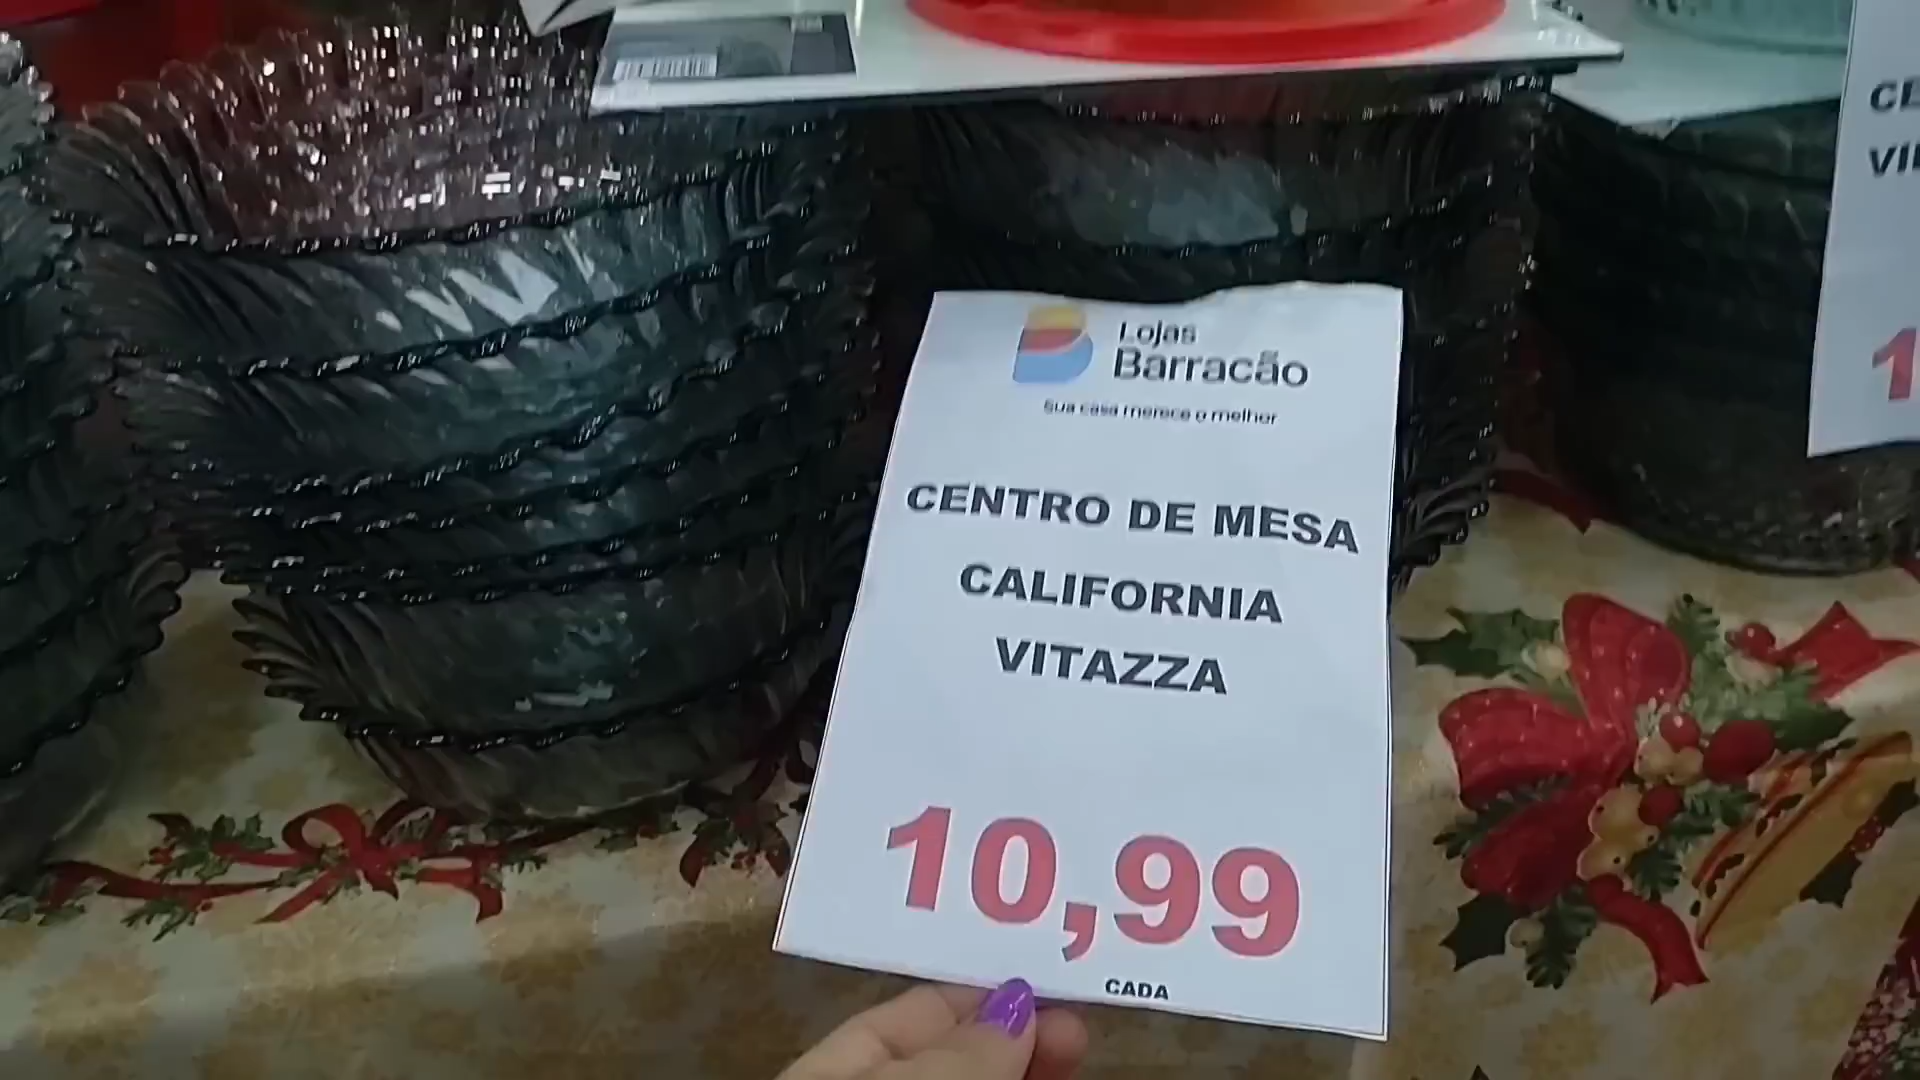 Lojas
Barracão
Sua casa merece o melhor
CENTRO DE MESA
CALIFORNIA
VITAZZA
10,99
CADA